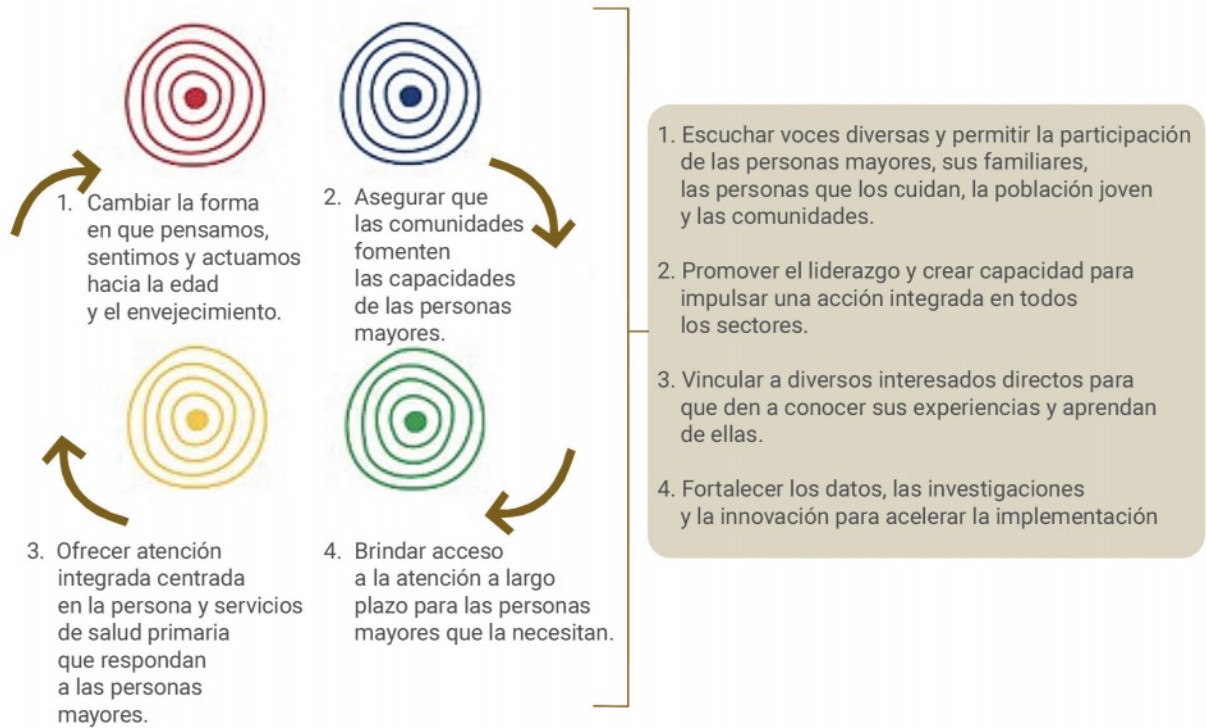 1. Cambiar la forma
en que pensamos,
sentimos y actuamos
hacia la edad
y el envejecimiento.
2. Asegurar que
las comunidades
fomenten
las capacidades
de las personas
mayores.
3. Ofrecer atención
integrada centrada
en la persona y servicios
de salud primaria
que respondan
a las personas
mayores.
4. Brindar acceso
a la atención a largo
plazo para las personas
mayores que la necesitan.
1. Escuchar voces diversas y permitir la participación
de las personas mayores, sus familiares,
las personas que los cuidan, la población joven
y las comunidades.
2. Promover el liderazgo y crear capacidad para
impulsar una acción integrada en todos
los sectores.
3. Vincular a diversos interesados directos para
que den a conocer sus experiencias y aprendan
de ellas.
4. Fortalecer los datos, las investigaciones
y la innovación para acelerar la implementación